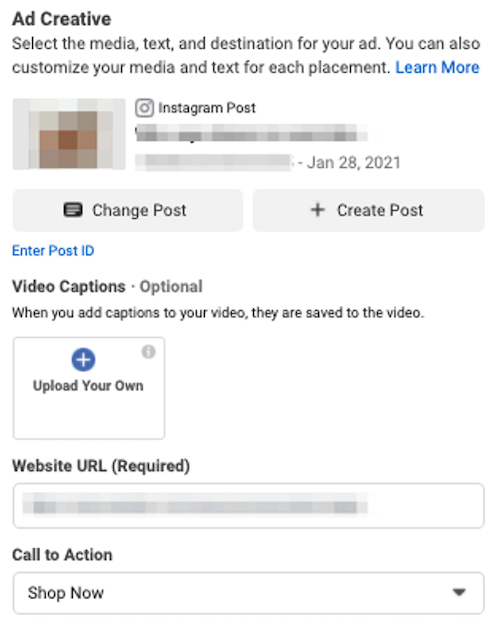 Ad Creative
Select the media, text, and destination for your ad. You can also
customize your media and text for each placement. Learn More
Instagram Post
- Jan 28, 2021
Change Post
Create Post
Enter Post ID
Video Captions · Optional
When you add captions to your video, they are saved to the video.
Upload Your Own
Website URL (Required)
Call to Action
Shop Now